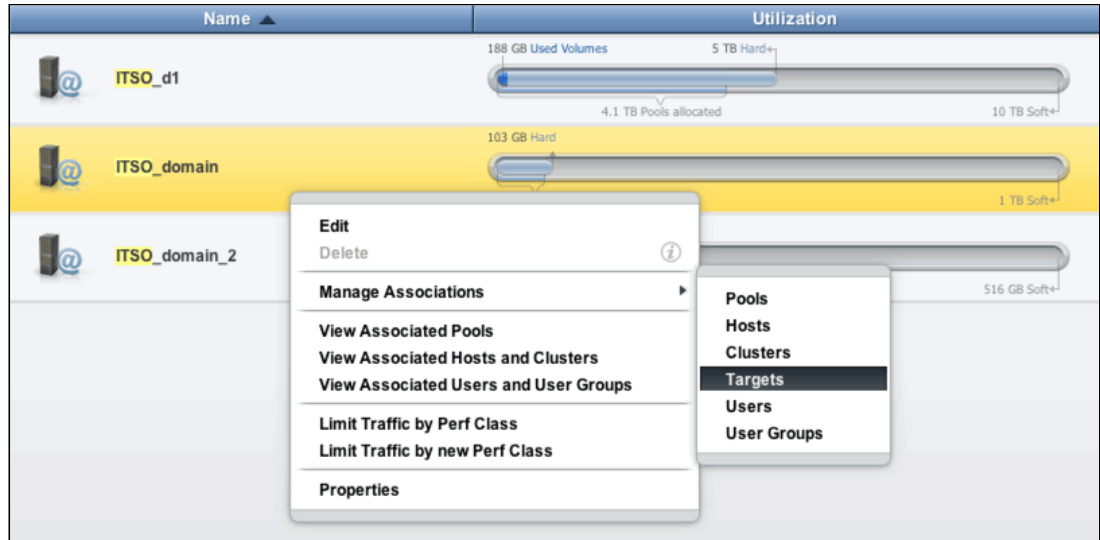 Name Utilization
188 GB Used Volumes 5 TB Hard
ITSO_d1
4.1 TB Pools allocated 10 TB Soft
103 GB Hard
ITSO_domain
1 TB Soft
ITSO_domain_2
516 GB Soft
Edit
Delete
Manage Associations
View Associated Pools
View Associated Hosts and Clusters
View Associated Users and User Groups
Limit Traffic by Perf Class
Limit Traffic by new Perf Class
Properties
Pools
Hosts
Clusters
Targets
Users
User Groups